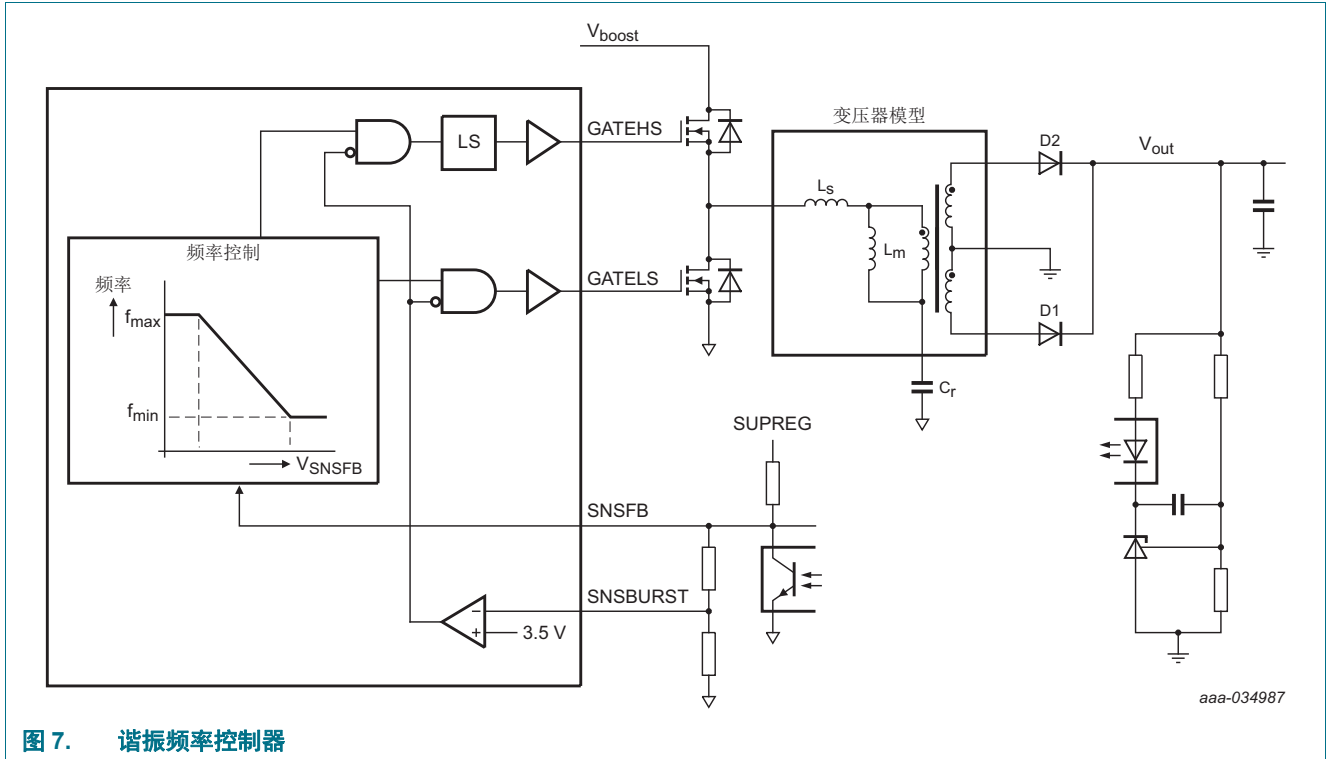 Vboost
变压器模型
GATEHS
LS
D2
Vout
Ls
Lm
频率控制
频率
fmax
fmin
VSNSFB
GATELS
D1
Cr
SUPREG
SNSFB
SNSBURST
3.5 V
aaa-034987
图 7. 谐振频率控制器